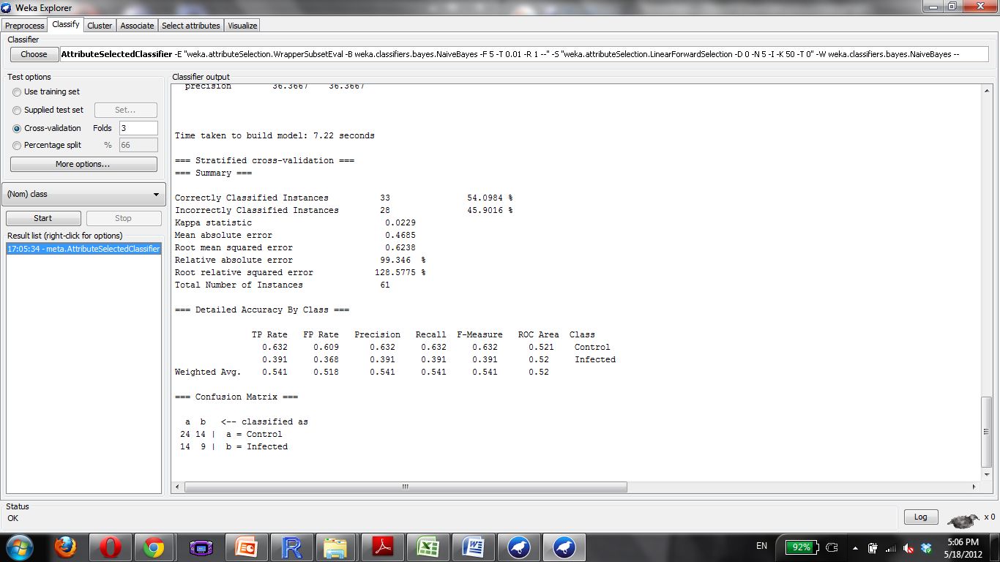 Weka Explorer
Preprocess Classify Cluster Associate Select attributes Visualize
Classifier
Choose AttributeSelectedClassifier -E "weka.attributeSelection.WrapperSubsetEval -B weka.classifiers.bayes.NaiveBayes -F 5 -T 0.01 -R 1 --" -S "weka.attributeSelection.LinearForwardSelection -D 0 -N 5 -I -K 50 -T 0" -W weka.classifiers.bayes.NaiveBayes --
Test options
Use training set
Supplied test set Set...
Cross-validation Folds 3
Percentage split % 66
More options...
(Nom) class
Start Stop
Result list (right-click for options)
17:05:34 - meta.AttributeSelectedClassifier
Classifier output
precision 36.3667 36.3667
Time taken to build model: 7.22 seconds
=== Stratified cross-validation ===
=== Summary ===
Correctly Classified Instances 33 54.0984 %
Incorrectly Classified Instances 28 45.9016 %
Kappa statistic 0.0229
Mean absolute error 0.4685
Root mean squared error 0.6238
Relative absolute error 99.346 %
Root relative squared error 128.5775 %
Total Number of Instances 61
=== Detailed Accuracy By Class ===
TP Rate FP Rate Precision Recall F-Measure ROC Area Class
0.632 0.609 0.632 0.632 0.632 0.521 Control
0.391 0.368 0.391 0.391 0.391 0.52 Infected
Weighted Avg. 0.541 0.518 0.541 0.541 0.541 0.52
=== Confusion Matrix ===
a b <-- classified as
24 14 | a = Control
14 9 | b = Infected
Status
OK
Log
x 0
EN
92%
5:06 PM
5/18/2012